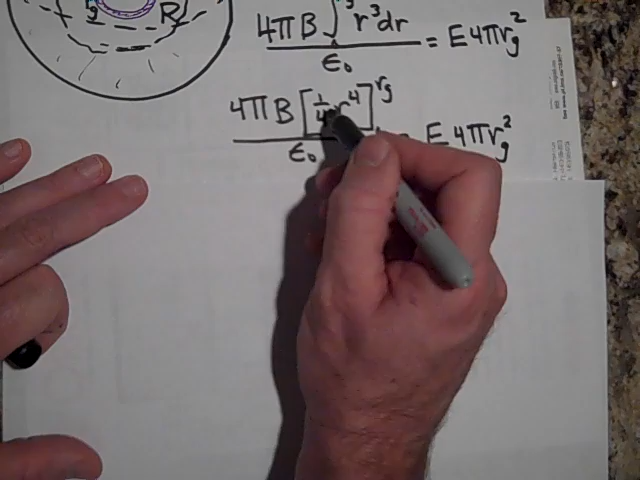 g R
4πB∫ r³dr / ε₀ = E4πr_g²
4πB[¼r⁴]^{r_g} / ε₀ = E4πr_g²